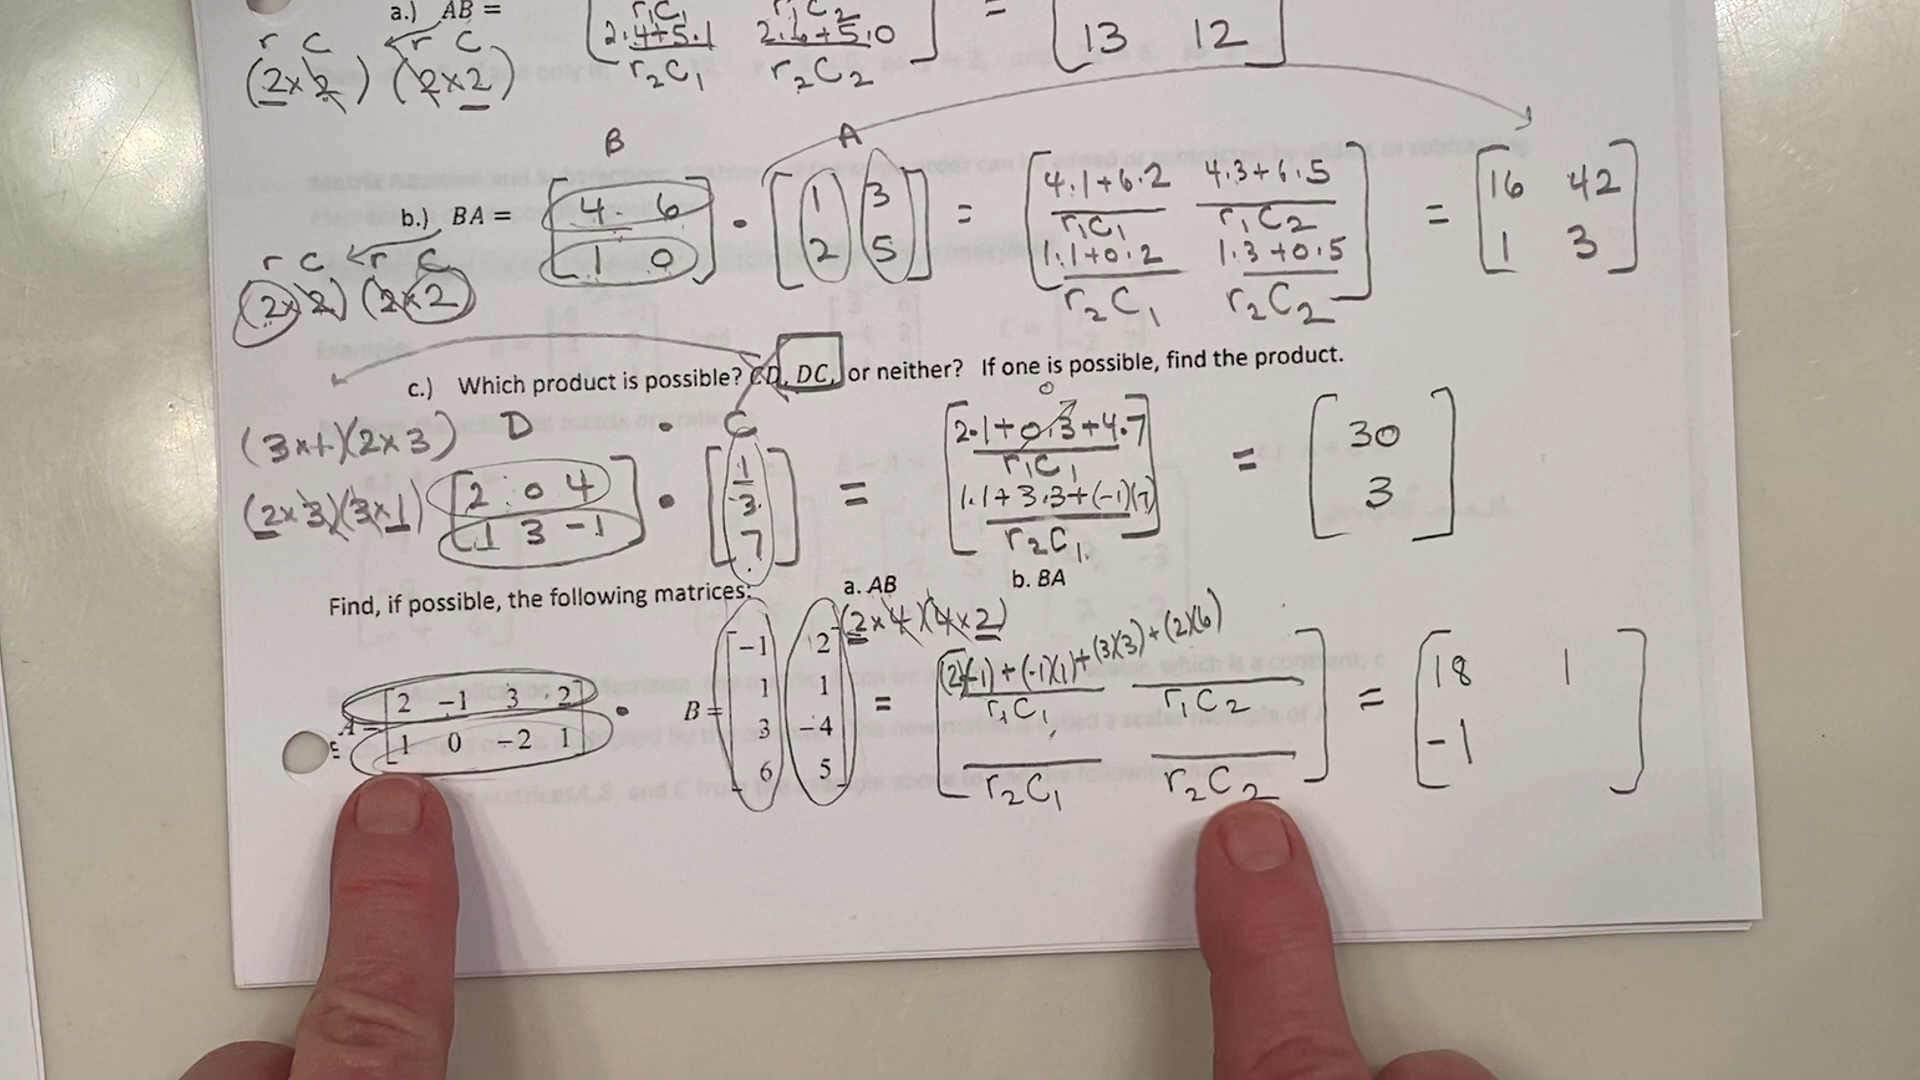 a.) AB =
r₁C₁ r₁C₂
2.4+5.1 2.6+5.0 = 13 12
r C r C
(2x2) (2x2) r₂C₁ r₂C₂
B A
b.) BA = [4 6] • [1 3] = [4.1+6.2 4.3+6.5] = [16 42]
r₁C₁ r₁C₂
[1 0] [2 5] [1.1+0.2 1.3+0.5] [1 3]
r C r C
(2x2) (2x2) r₂C₁ r₂C₂
c.) Which product is possible? CD, DC, or neither? If one is possible, find the product.
(3x1)(2x3) D • C 0
2.1+0.3+4.7 = 30
r₁C₁
(2x3)(3x1) [2 0 4] • [1] = 1.1+3.3+(-1)(7) 3
[1 3 -1] [3]
[7] r₂C₁
Find, if possible, the following matrices: a. AB b. BA
(2x4)(4x2)
(2)(-1)+(-1)(1)+(3)(3)+(2)(6)
A = [2 -1 3 2] • B = [-1 2] = r₁C₁ r₁C₂ = [18 1]
[1 0 -2 1] [1 1] [-1]
[3 -4]
[6 5] r₂C₁ r₂C₂